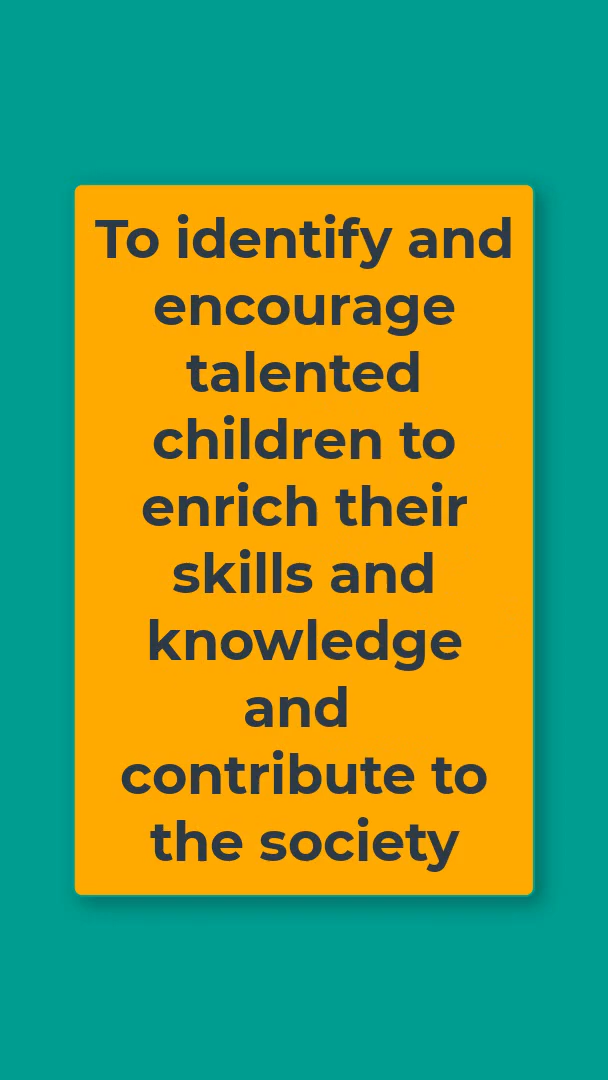 To identify and
encourage
talented
children to
enrich their
skills and
knowledge
and
contribute to
the society